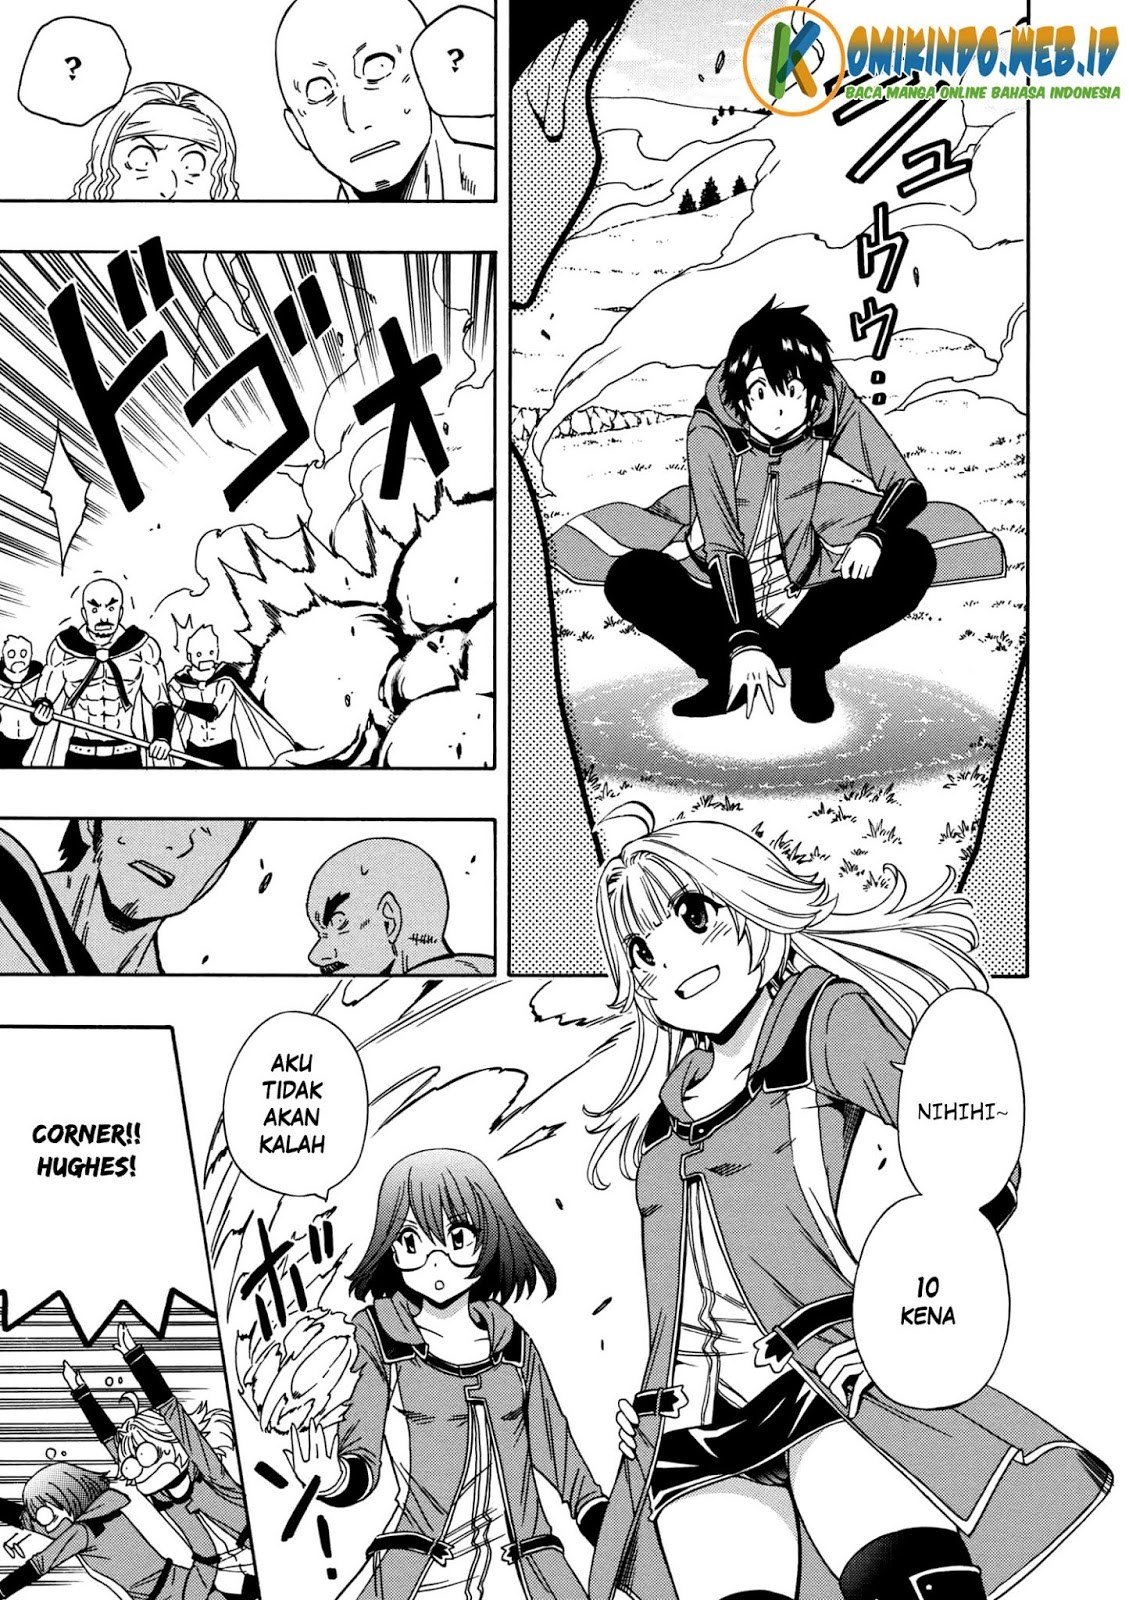 KOMIKINDO.WEB.ID
BACA MANGA ONLINE BAHASA INDONESIA
?
?
シュウウ…
ドゴォ
NIHIHI~
10
KENA
AKU
TIDAK
AKAN
KALAH
ボン!
CORNER!!
HUGHES!